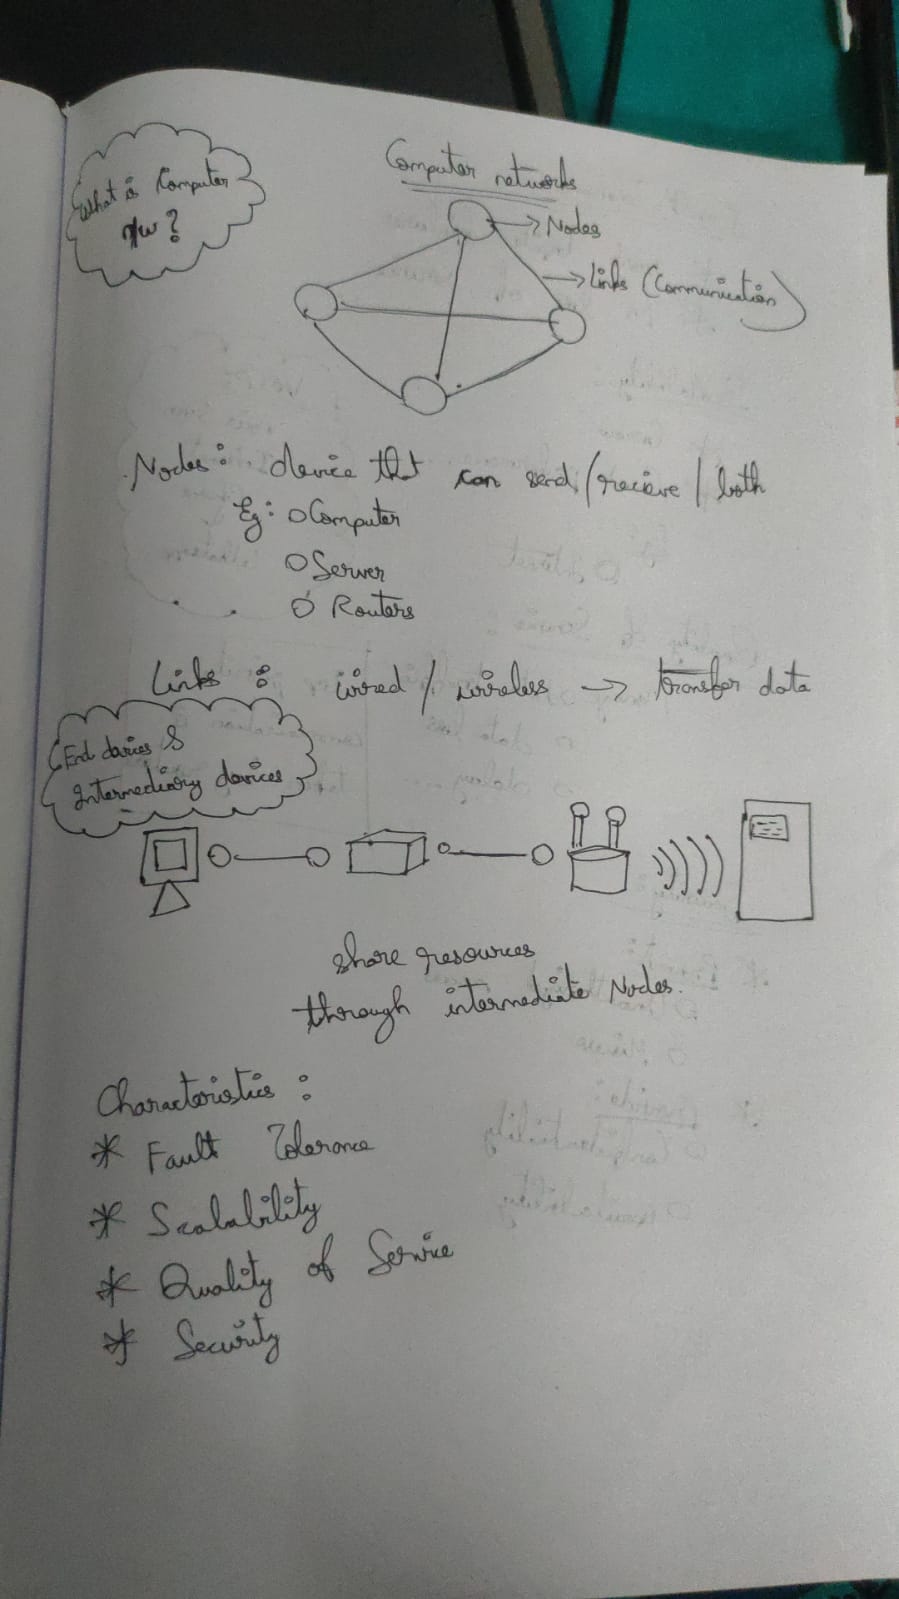 What is Computer
n/w?
Computer networks
Nodes
Links (Communication)
Nodes: device that can send/recieve/both
Eg: o Computer
o Server
o Routers
Links : wired / wireless → transfer data
End devices &
Intermediary devices
share resources
through intermediate Nodes.
Characteristics :
* Fault Tolerance
* Scalability
* Quality of Service
* Security